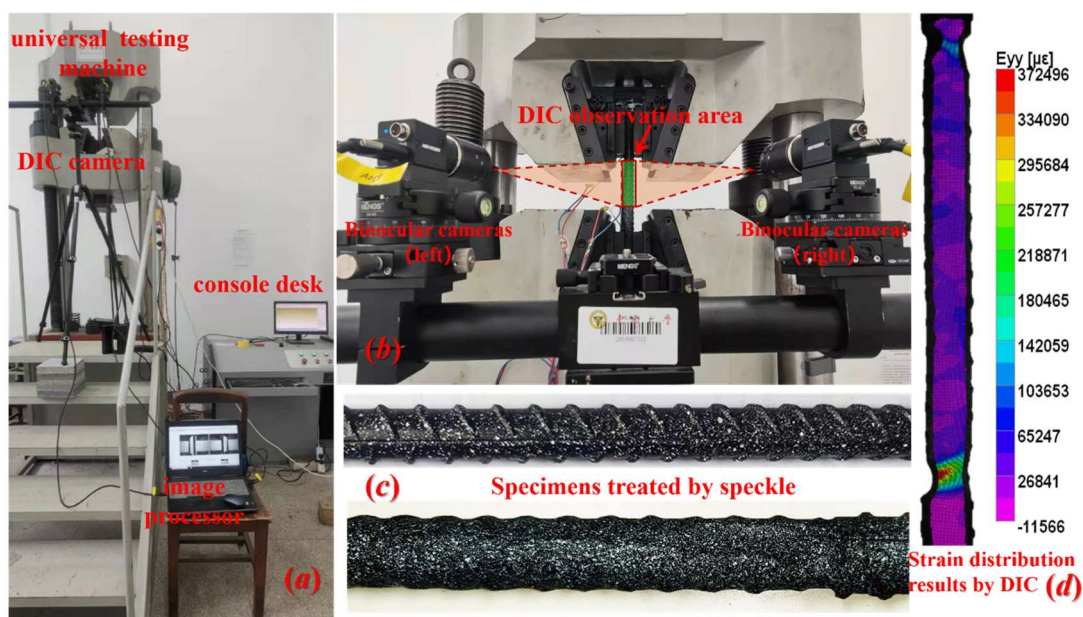 universal testing
machine
DIC camera
console desk
image
processor
(a)
DIC observation
area
Binocular cameras
(left)
Binocular cameras
(right)
MENGS
MENGS
(b)
(c)
Specimens treated by speckle
Eyy [µε]
372496
334090
295684
257277
218871
180465
142059
103653
65247
26841
-11566
Strain distribution
results by DIC (d)